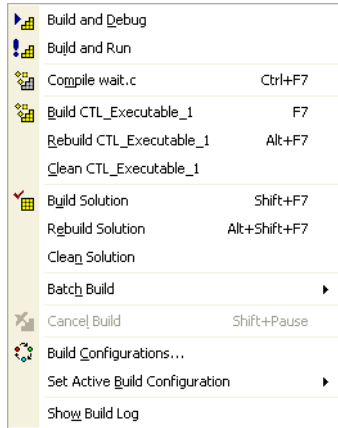 Build and Debug
Build and Run
Compile wait.c Ctrl+F7
Build CTL_Executable_1 F7
Rebuild CTL_Executable_1 Alt+F7
Clean CTL_Executable_1
Build Solution Shift+F7
Rebuild Solution Alt+Shift+F7
Clean Solution
Batch Build
Cancel Build Shift+Pause
Build Configurations...
Set Active Build Configuration
Show Build Log